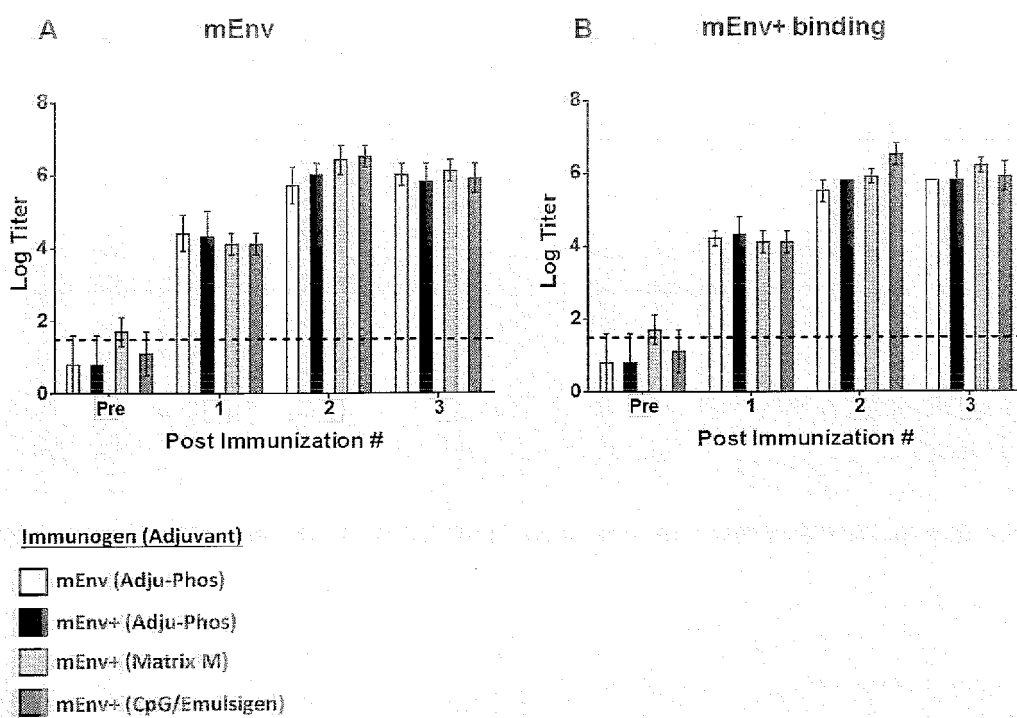 A mEnv
B mEnv+ binding
8
6
4
2
0
Log Titer
Pre 1 2 3
Post Immunization #
8
6
4
2
0
Log Titer
Pre 1 2 3
Post Immunization #
Immunogen (Adjuvant)
mEnv (Adju-Phos)
mEnv+ (Adju-Phos)
mEnv+ (Matrix M)
mEnv+ (CpG/Emulsigen)